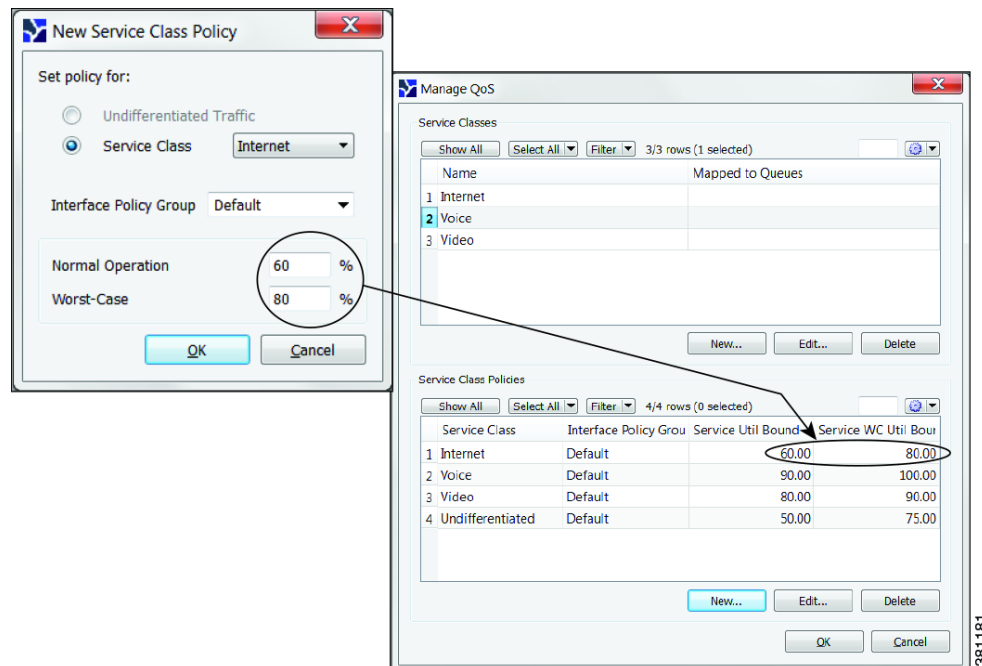 New Service Class Policy
Set policy for:
Undifferentiated Traffic
Service Class Internet
Interface Policy Group Default
Normal Operation 60 %
Worst-Case 80 %
OK Cancel
Manage QoS
Service Classes
Show All Select All Filter 3/3 rows (1 selected)
Name Mapped to Queues
1 Internet
2 Voice
3 Video
New... Edit... Delete
Service Class Policies
Show All Select All Filter 4/4 rows (0 selected)
Service Class Interface Policy Grou Service Util Bound Service WC Util Bour
1 Internet Default 60.00 80.00
2 Voice Default 90.00 100.00
3 Video Default 80.00 90.00
4 Undifferentiated Default 50.00 75.00
New... Edit... Delete
OK Cancel
381181